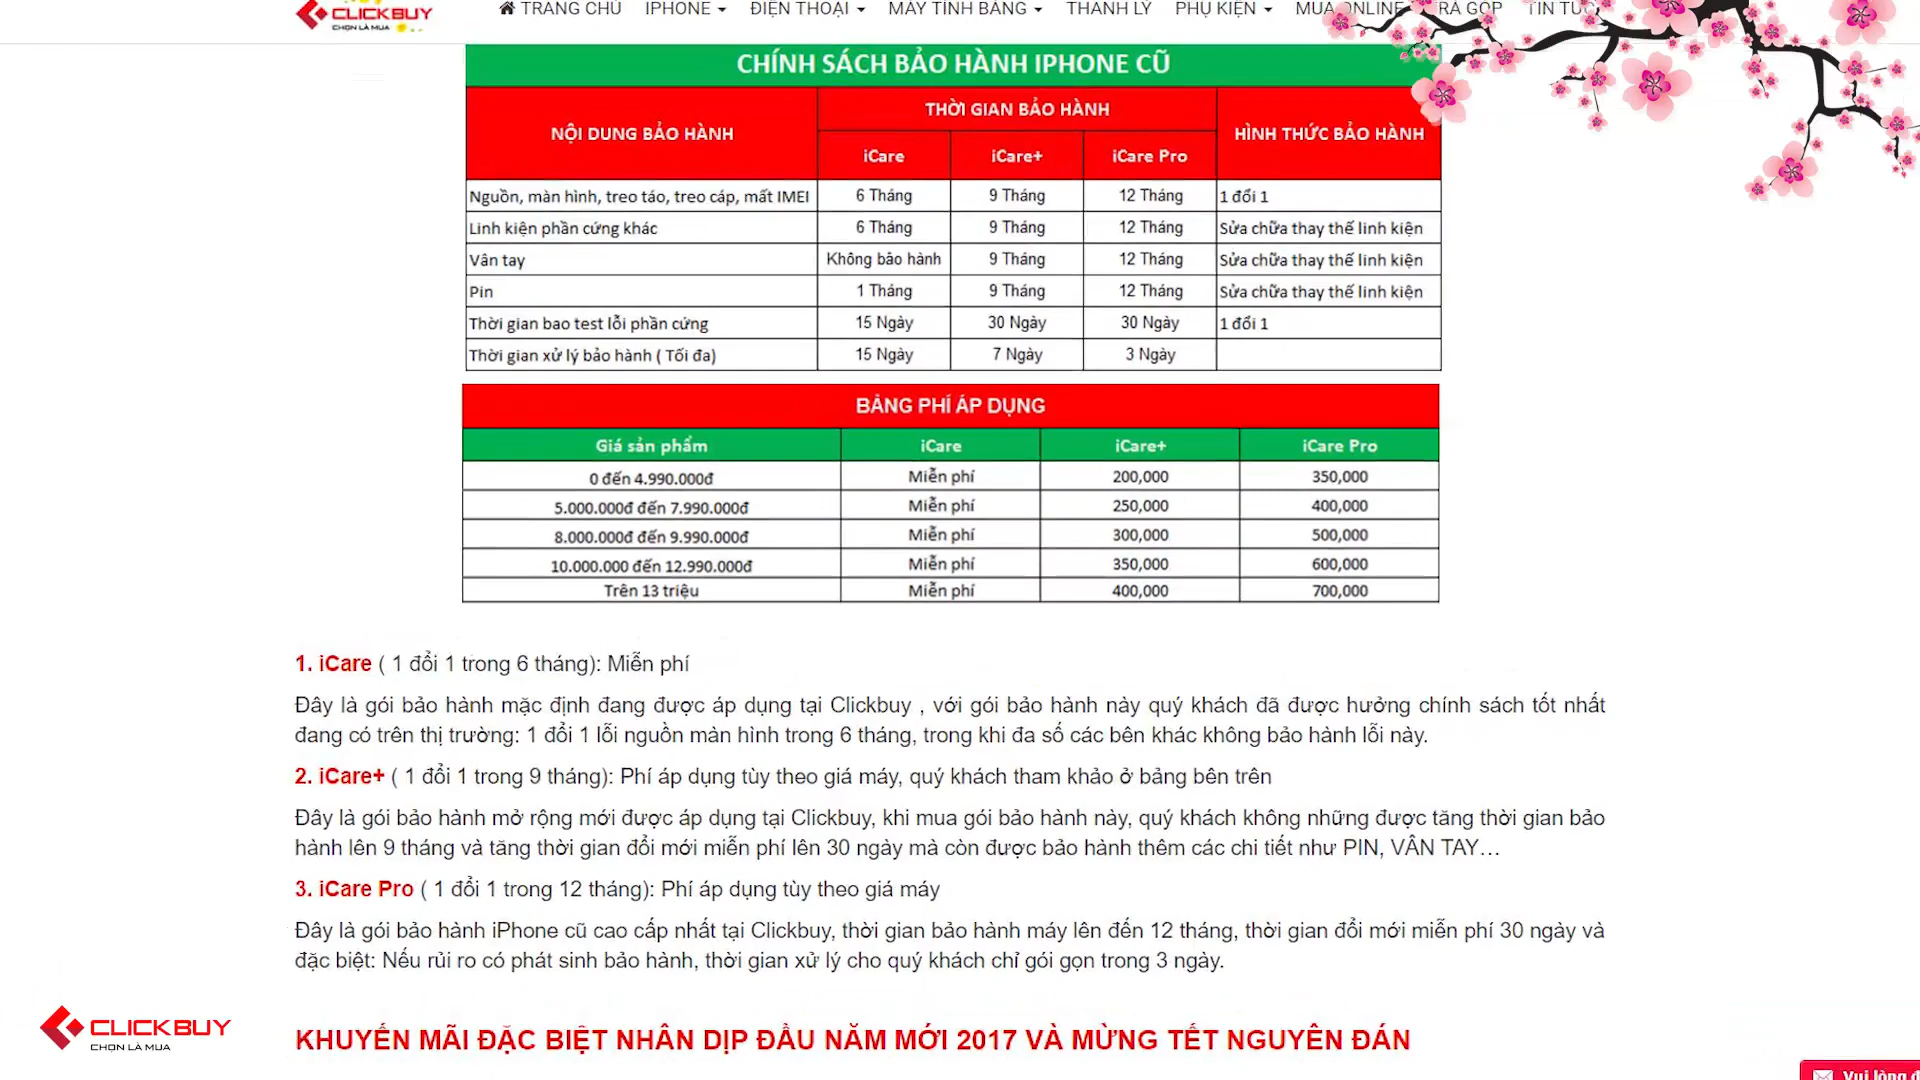 CLICKBUY
CHỌN LÀ MUA
TRANG CHỦ IPHONE ĐIỆN THOẠI MÁY TÍNH BẢNG THANH LÝ PHỤ KIỆN MUA ONLINE TRẢ GÓP TIN TỨC
CHÍNH SÁCH BẢO HÀNH IPHONE CŨ
NỘI DUNG BẢO HÀNH THỜI GIAN BẢO HÀNH HÌNH THỨC BẢO HÀNH
iCare iCare+ iCare Pro
Nguồn, màn hình, treo táo, treo cáp, mất IMEI 6 Tháng 9 Tháng 12 Tháng 1 đổi 1
Linh kiện phần cứng khác 6 Tháng 9 Tháng 12 Tháng Sửa chữa thay thế linh kiện
Vân tay Không bảo hành 9 Tháng 12 Tháng Sửa chữa thay thế linh kiện
Pin 1 Tháng 9 Tháng 12 Tháng Sửa chữa thay thế linh kiện
Thời gian bao test lỗi phần cứng 15 Ngày 30 Ngày 30 Ngày 1 đổi 1
Thời gian xử lý bảo hành ( Tối đa) 15 Ngày 7 Ngày 3 Ngày
BẢNG PHÍ ÁP DỤNG
Giá sản phẩm iCare iCare+ iCare Pro
0 đến 4.990.000đ Miễn phí 200,000 350,000
5.000.000đ đến 7.990.000đ Miễn phí 250,000 400,000
8.000.000đ đến 9.990.000đ Miễn phí 300,000 500,000
10.000.000 đến 12.990.000đ Miễn phí 350,000 600,000
Trên 13 triệu Miễn phí 400,000 700,000
1. iCare ( 1 đổi 1 trong 6 tháng): Miễn phí
Đây là gói bảo hành mặc định đang được áp dụng tại Clickbuy , với gói bảo hành này quý khách đã được hưởng chính sách tốt nhất
đang có trên thị trường: 1 đổi 1 lỗi nguồn màn hình trong 6 tháng, trong khi đa số các bên khác không bảo hành lỗi này.
2. iCare+ ( 1 đổi 1 trong 9 tháng): Phí áp dụng tùy theo giá máy, quý khách tham khảo ở bảng bên trên
Đây là gói bảo hành mở rộng mới được áp dụng tại Clickbuy, khi mua gói bảo hành này, quý khách không những được tăng thời gian bảo
hành lên 9 tháng và tăng thời gian đổi mới miễn phí lên 30 ngày mà còn được bảo hành thêm các chi tiết như PIN, VÂN TAY…
3. iCare Pro ( 1 đổi 1 trong 12 tháng): Phí áp dụng tùy theo giá máy
Đây là gói bảo hành iPhone cũ cao cấp nhất tại Clickbuy, thời gian bảo hành máy lên đến 12 tháng, thời gian đổi mới miễn phí 30 ngày và
đặc biệt: Nếu rủi ro có phát sinh bảo hành, thời gian xử lý cho quý khách chỉ gói gọn trong 3 ngày.
KHUYẾN MÃI ĐẶC BIỆT NHÂN DỊP ĐẦU NĂM MỚI 2017 VÀ MỪNG TẾT NGUYÊN ĐÁN
CLICKBUY
CHỌN LÀ MUA
Vui lòng